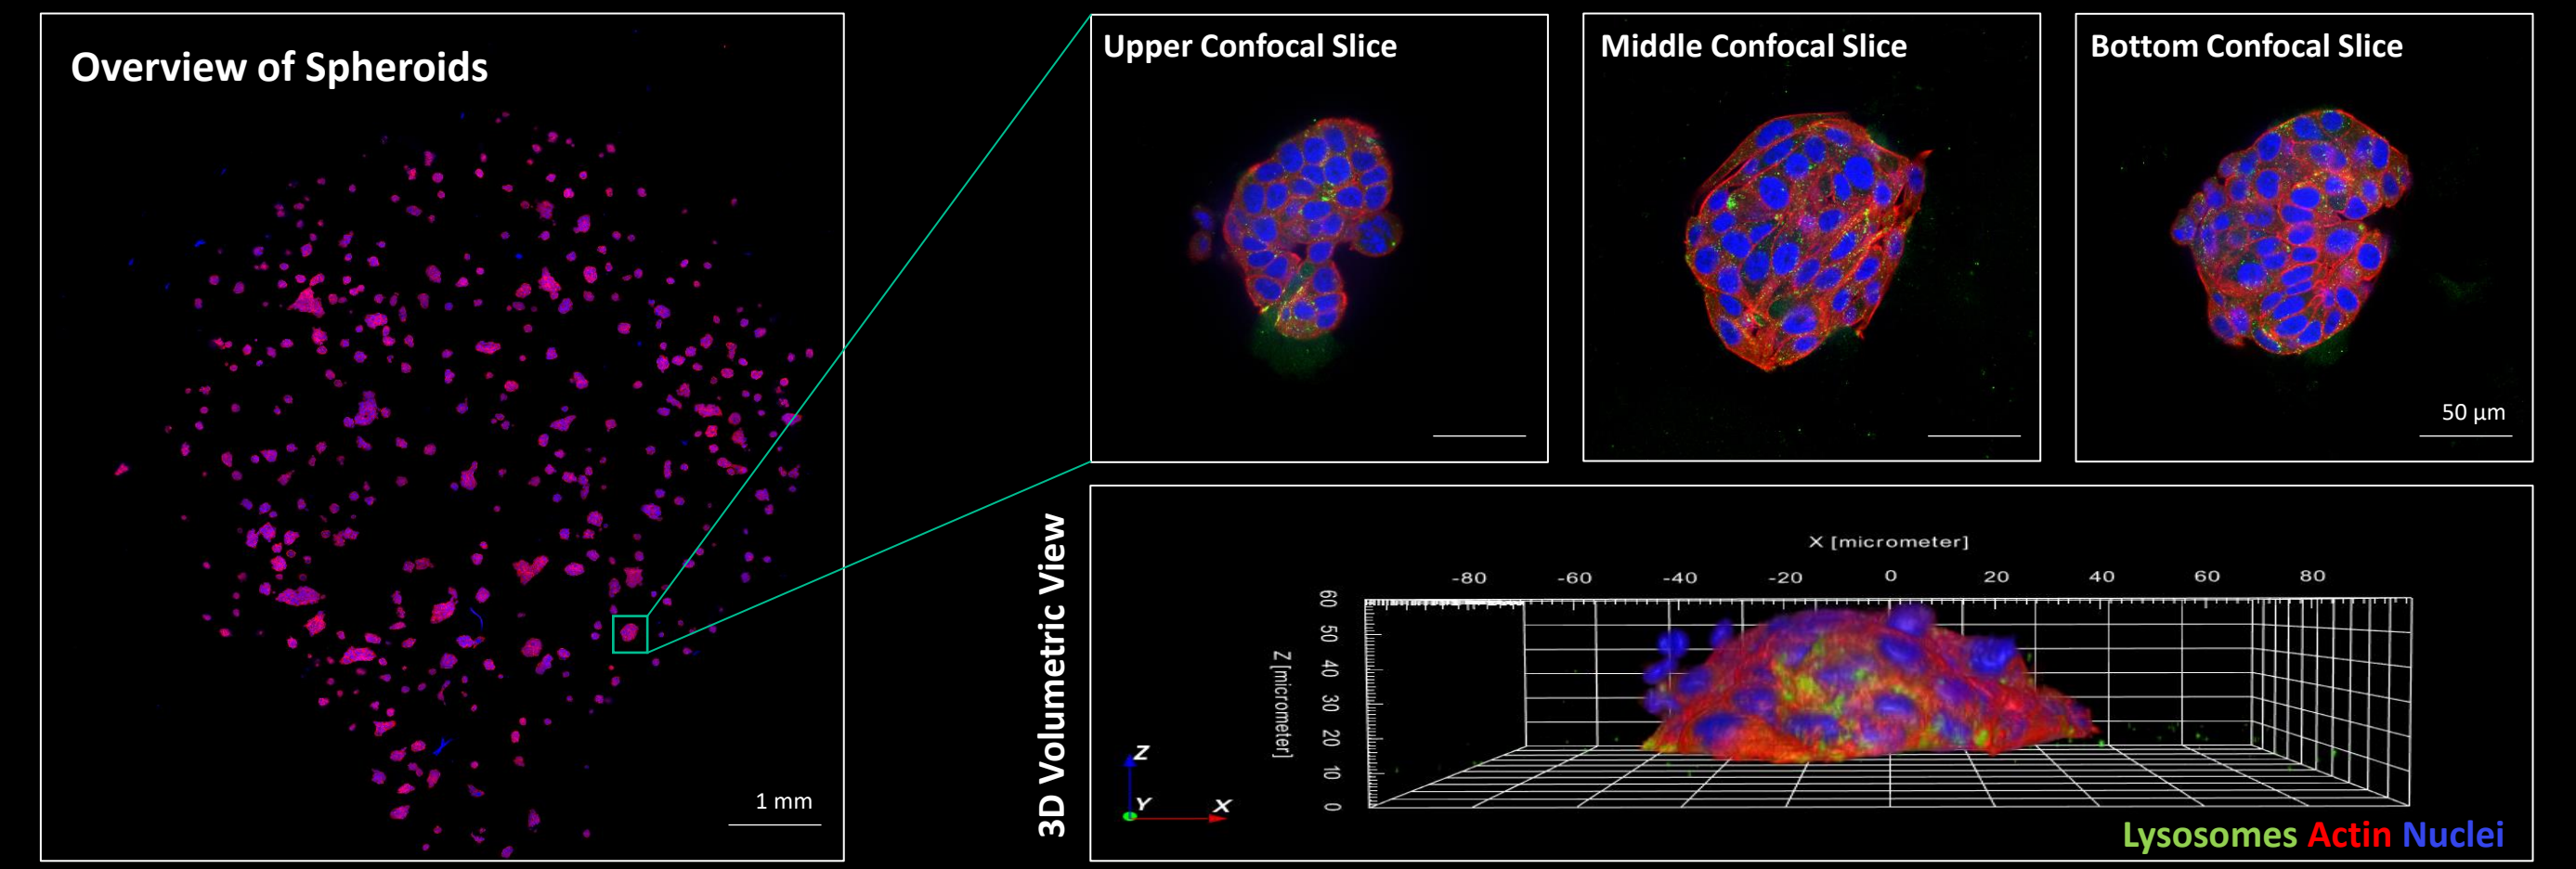 Overview of Spheroids
1 mm
Upper Confocal Slice
Middle Confocal Slice
Bottom Confocal Slice
50 µm
3D Volumetric View
X [micrometer]
-80 -60 -40 -20 0 20 40 60 80
Z [micrometer]
60 50 40 30 20 10 0
Z
Y
X
Lysosomes Actin Nuclei